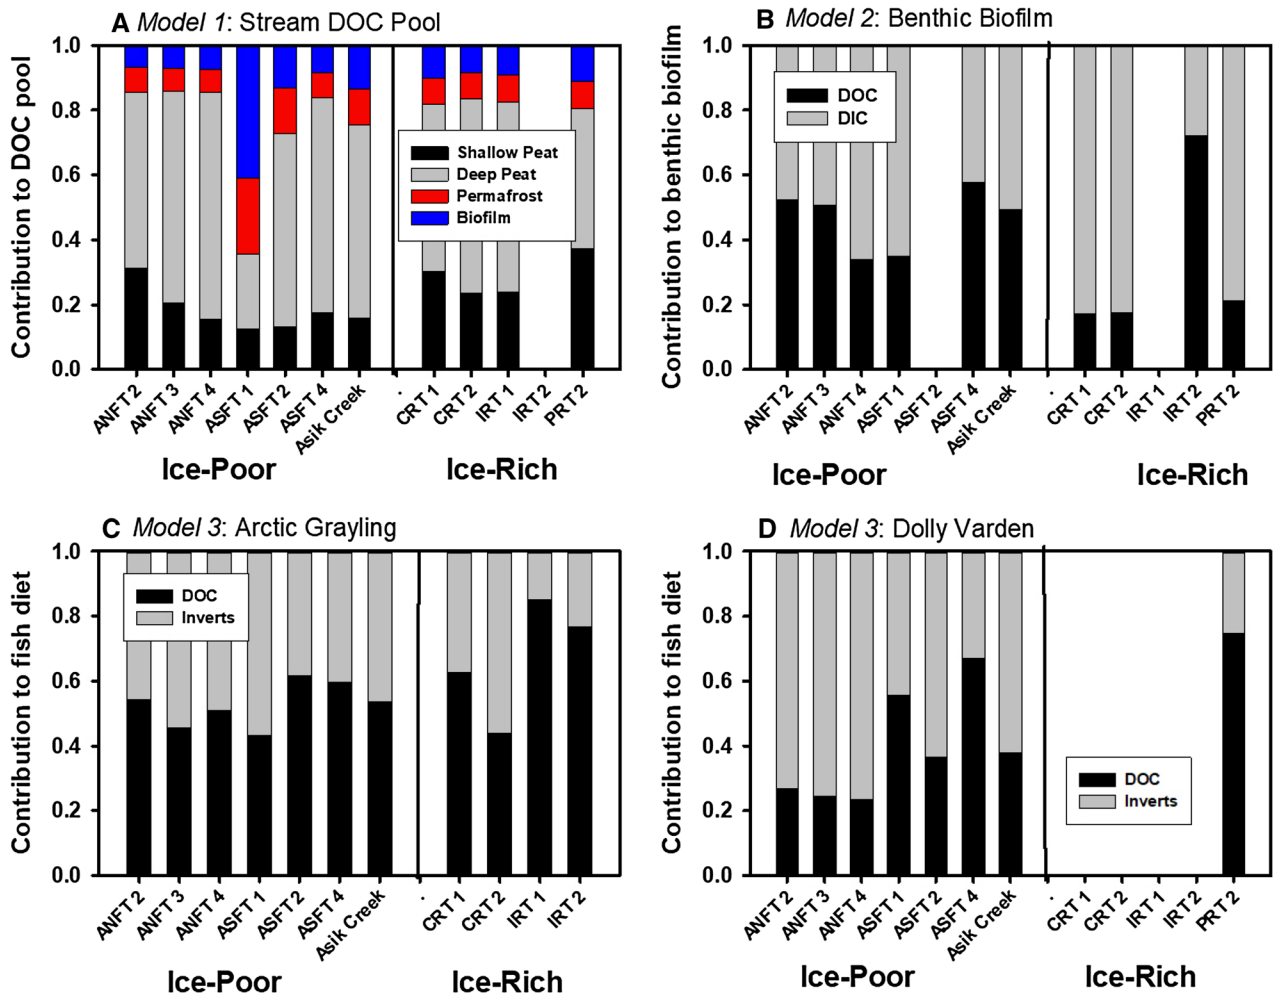 A Model 1: Stream DOC Pool
Contribution to DOC pool
1.0
0.8
0.6
0.4
0.2
0.0
Shallow Peat
Deep Peat
Permafrost
Biofilm
ANFT 2
ANFT 3
ANFT 4
ASFT 1
ASFT 2
ASFT 4
Asik Creek
.
CRT 1
CRT 2
IRT 1
IRT 2
PRT 2
Ice-Poor
Ice-Rich
B Model 2: Benthic Biofilm
Contribution to benthic biofilm
1.0
0.8
0.6
0.4
0.2
0.0
DOC
DIC
ANFT 2
ANFT 3
ANFT 4
ASFT 1
ASFT 2
ASFT 4
Asik Creek
.
CRT 1
CRT 2
IRT 1
IRT 2
PRT 2
Ice-Poor
Ice-Rich
C Model 3: Arctic Grayling
Contribution to fish diet
1.0
0.8
0.6
0.4
0.2
0.0
DOC
Inverts
ANFT 2
ANFT 3
ANFT 4
ASFT 1
ASFT 2
ASFT 4
Asik Creek
.
CRT 1
CRT 2
IRT 1
IRT 2
Ice-Poor
Ice-Rich
D Model 3: Dolly Varden
Contribution to fish diet
1.0
0.8
0.6
0.4
0.2
0.0
DOC
Inverts
ANFT 2
ANFT 3
ANFT 4
ASFT 1
ASFT 2
ASFT 4
Asik Creek
.
CRT 1
CRT 2
IRT 1
IRT 2
PRT 2
Ice-Poor
Ice-Rich